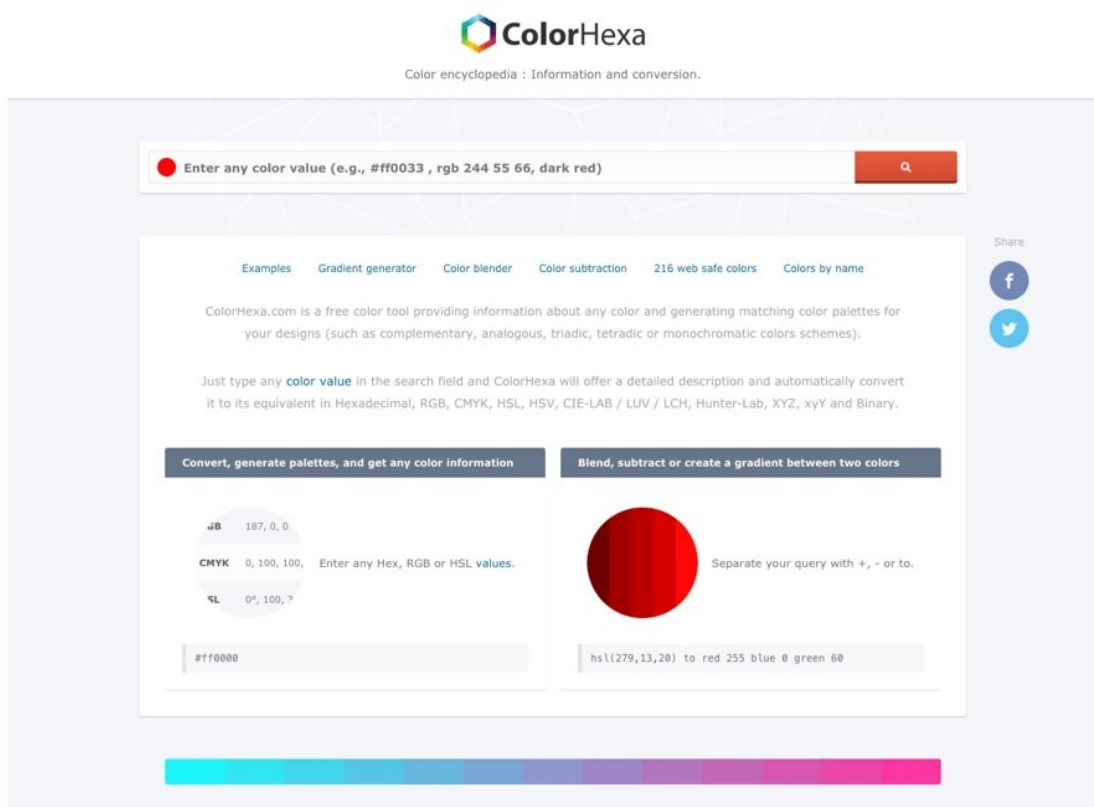 ColorHexa
Color encyclopedia : Information and conversion.
Enter any color value (e.g., #ff0033 , rgb 244 55 66, dark red)
Share
Examples Gradient generator Color blender Color subtraction 216 web safe colors Colors by name
ColorHexa.com is a free color tool providing information about any color and generating matching color palettes for
your designs (such as complementary, analogous, triadic, tetradic or monochromatic colors schemes).
Just type any color value in the search field and ColorHexa will offer a detailed description and automatically convert
it to its equivalent in Hexadecimal, RGB, CMYK, HSL, HSV, CIE-LAB / LUV / LCH, Hunter-Lab, XYZ, xyY and Binary.
Convert, generate palettes, and get any color information
GB 187, 0, 0
CMYK 0, 100, 100,
SL 0°, 100,
Enter any Hex, RGB or HSL values.
#ff0000
Blend, subtract or create a gradient between two colors
Separate your query with +, - or to.
hsl(279,13,20) to red 255 blue 0 green 60